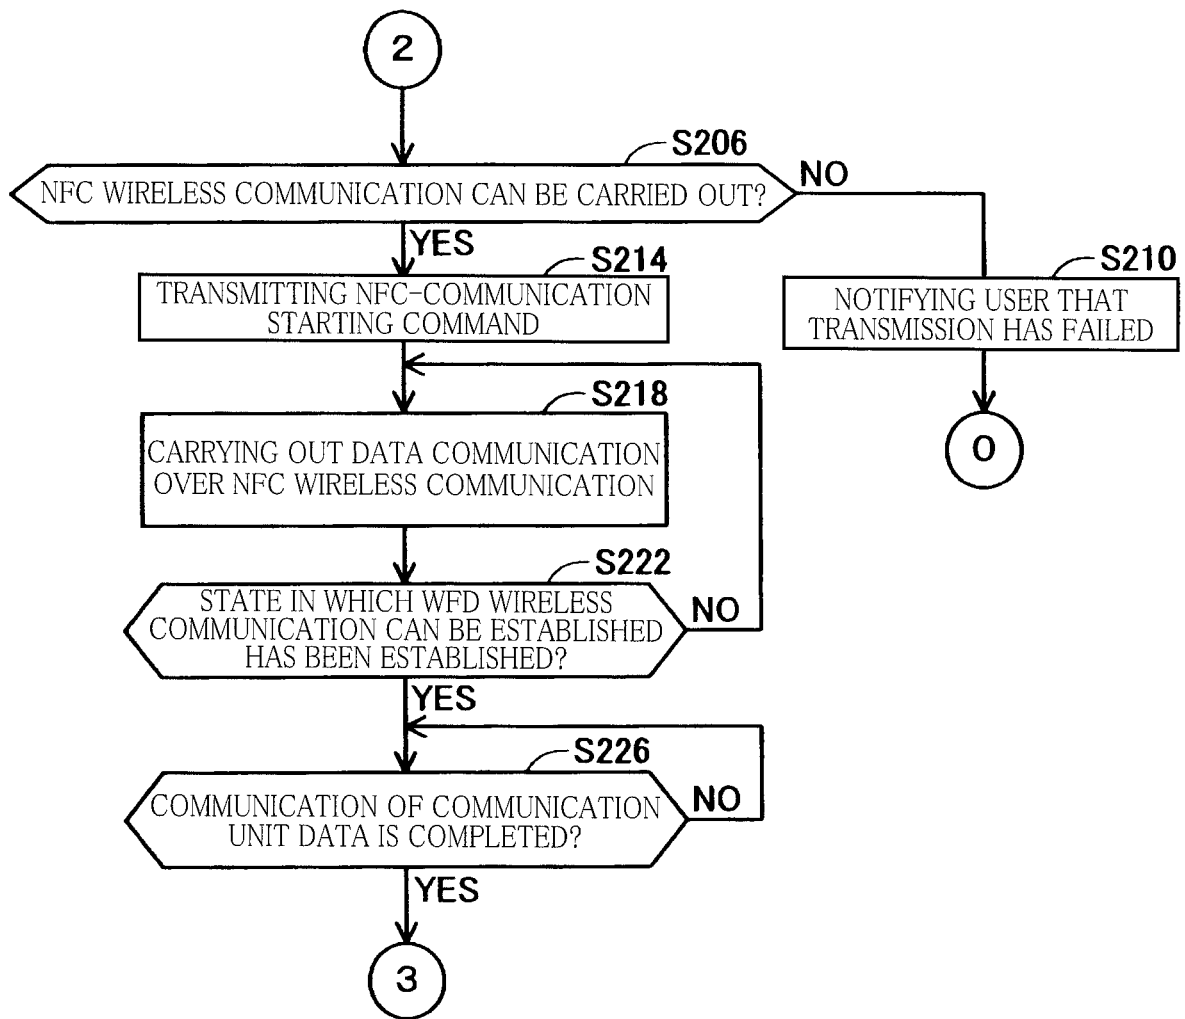 2
S206
NFC WIRELESS COMMUNICATION CAN BE CARRIED OUT?
NO
YES
S214
TRANSMITTING NFC-COMMUNICATION
STARTING COMMAND
S210
NOTIFYING USER THAT
TRANSMISSION HAS FAILED
0
S218
CARRYING OUT DATA COMMUNICATION
OVER NFC WIRELESS COMMUNICATION
S222
STATE IN WHICH WFD WIRELESS
COMMUNICATION CAN BE ESTABLISHED
HAS BEEN ESTABLISHED?
NO
YES
S226
COMMUNICATION OF COMMUNICATION
UNIT DATA IS COMPLETED?
NO
YES
3